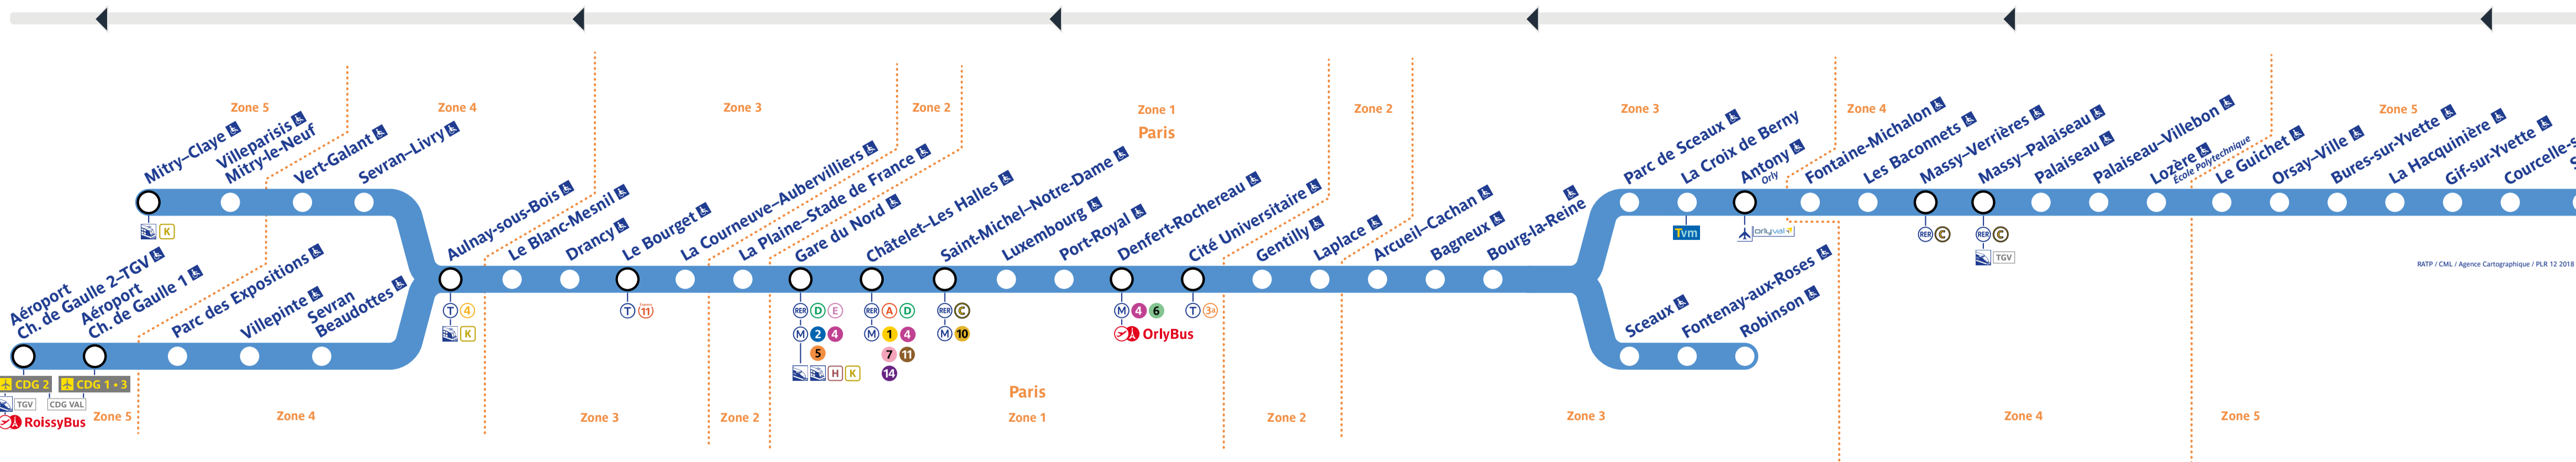 Zone 5
Zone 4
Zone 3
Zone 2
Zone 1
Paris
Zone 2
Zone 3
Zone 4
Zone 5
Mitry–Claye
Villeparisis
Mitry-le-Neuf
Vert-Galant
Sevran–Livry
Aéroport
Ch. de Gaulle 2–TGV
Aéroport
Ch. de Gaulle 1
Parc des Expositions
Villepinte
Sevran
Beaudottes
Aulnay-sous-Bois
Le Blanc-Mesnil
Drancy
Le Bourget
La Courneuve–Aubervilliers
La Plaine–Stade de France
Gare du Nord
Châtelet–Les Halles
Saint-Michel–Notre-Dame
Luxembourg
Port-Royal
Denfert-Rochereau
Cité Universitaire
Gentilly
Laplace
Arcueil–Cachan
Bagneux
Bourg-la-Reine
Parc de Sceaux
La Croix de Berny
Antony
Orly
Fontaine-Michalon
Les Baconnets
Massy–Verrières
Massy–Palaiseau
Palaiseau
Palaiseau–Villebon
Lozère
École Polytechnique
Le Guichet
Orsay–Ville
Bures-sur-Yvette
La Hacquinière
Gif-sur-Yvette
Courcelle-s
Sceaux
Fontenay-aux-Roses
Robinson
K
T 4
K
T 11
RER D E
M 2 4
5
H K
RER A D
M 1 4
7 11
14
RER C
M 10
M 4 6
OrlyBus
T 3a
Tvm
orlyval
RER C
RER C
TGV
CDG 2
CDG 1 • 3
TGV
CDG VAL
RoissyBus
RATP / CML / Agence Cartographique / PLR 12 2018
Zone 5
Zone 4
Zone 3
Zone 2
Paris
Zone 1
Zone 2
Zone 3
Zone 4
Zone 5